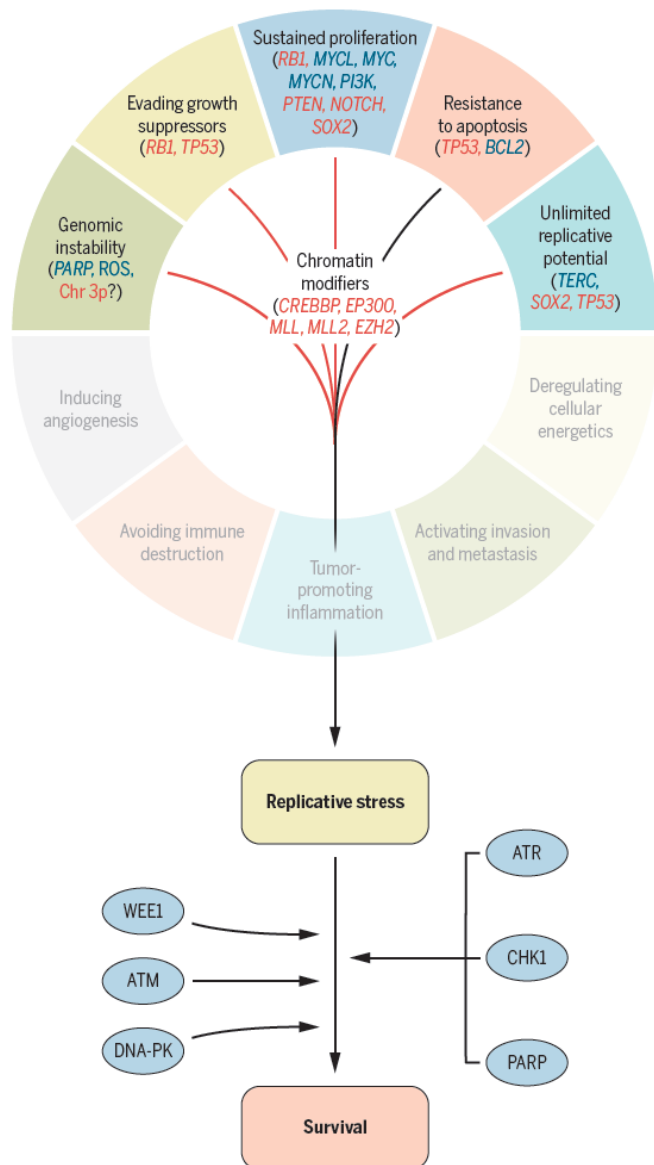 Sustained proliferation
(RB1, MYCL, MYC,
MYCN, PI3K,
PTEN, NOTCH,
SOX2)
Evading growth
suppressors
(RB1, TP53)
Resistance
to apoptosis
(TP53, BCL2)
Genomic
instability
(PARP, ROS,
Chr 3p?)
Unlimited
replicative
potential
(TERC,
SOX2, TP53)
Chromatin
modifiers
(CREBBP, EP300,
MLL, MLL2, EZH2)
Inducing
angiogenesis
Deregulating
cellular
energetics
Avoiding immune
destruction
Activating invasion
and metastasis
Tumor-
promoting
inflammation
Replicative stress
WEE1
ATM
DNA-PK
ATR
CHK1
PARP
Survival